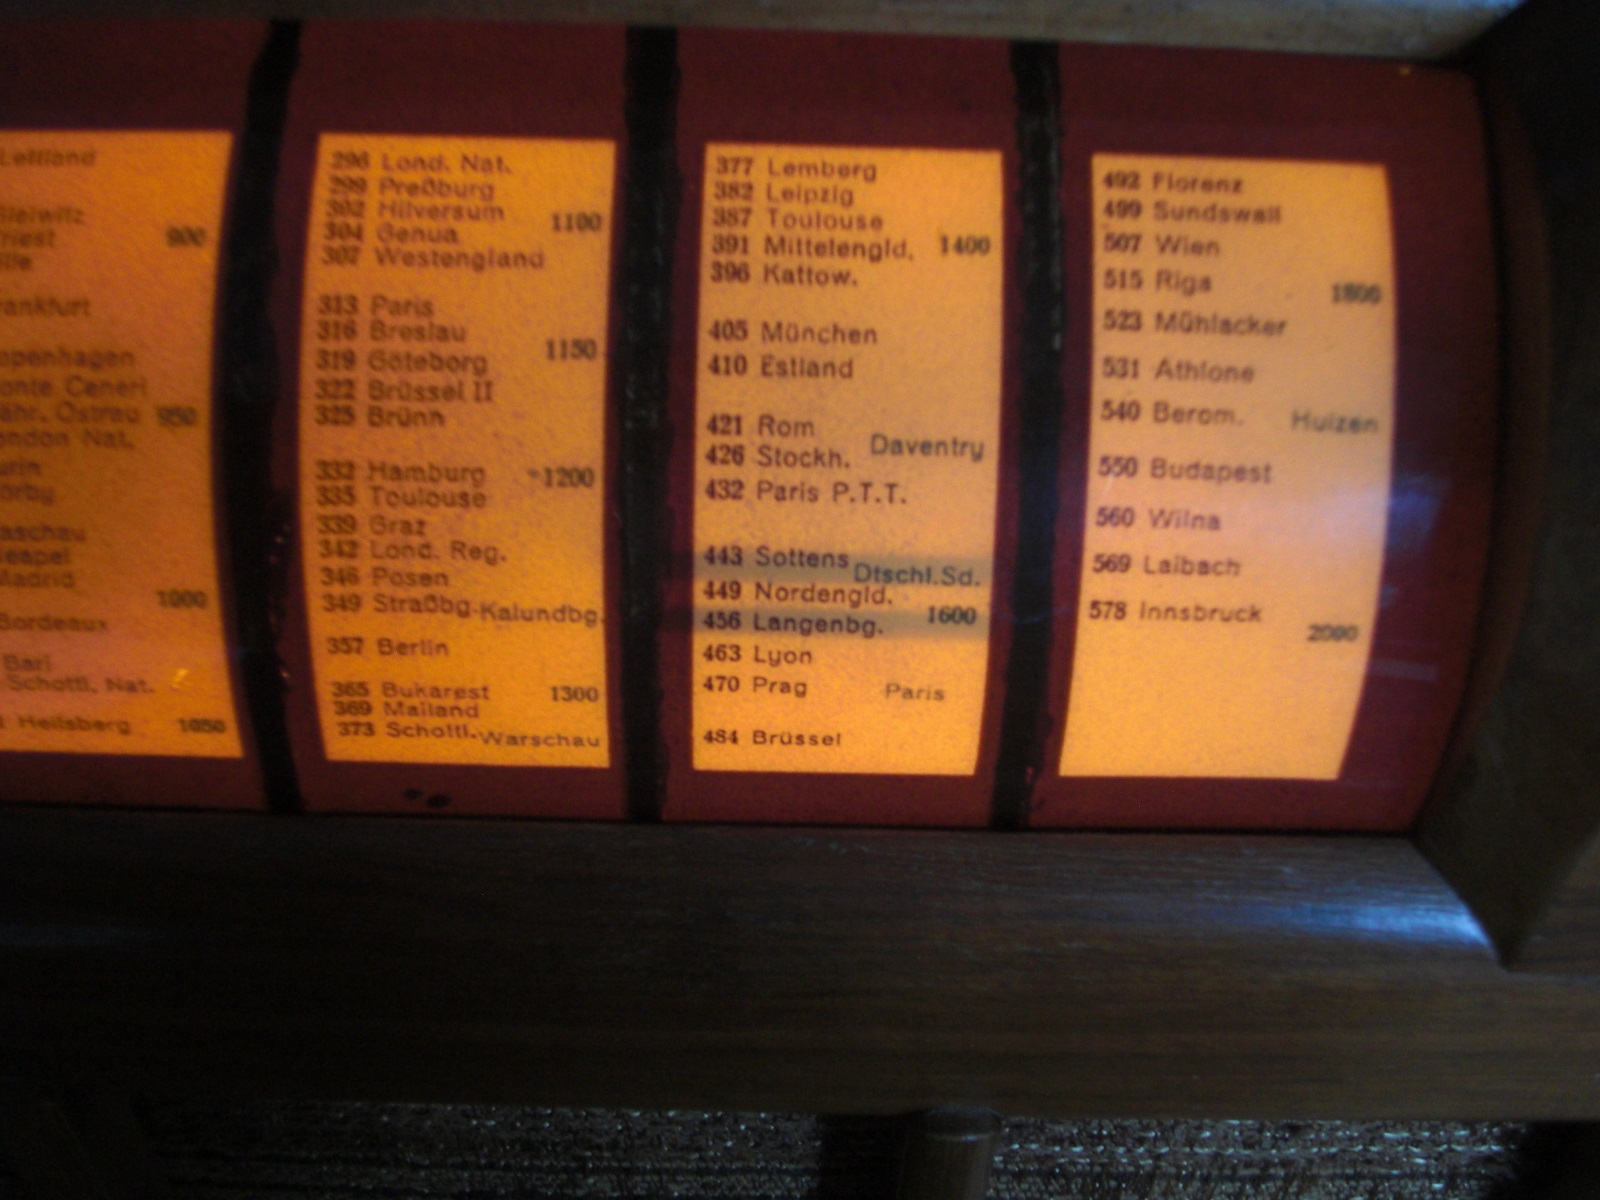 Lettland
900
950
1000
Bordeaux
Bari
Schottl. Nat.
Heilsberg 1050
296 Lond. Nat.
299 Preßburg
302 Hilversum
1100
304 Genua
307 Westengland
313 Paris
316 Breslau
1150
319 Göteborg
322 Brüssel II
325 Brünn
332 Hamburg 1200
335 Toulouse
339 Graz
342 Lond. Reg.
346 Posen
349 Straßbg. Kalundbg.
357 Berlin
365 Bukarest 1300
369 Mailand
373 Schottl. Warschau
377 Lemberg
382 Leipzig
387 Toulouse
391 Mittelengld. 1400
396 Kattow.
405 München
410 Estland
421 Rom
Daventry
426 Stockh.
432 Paris P.T.T.
443 Sottens
Dtschl.Sd.
449 Nordengld.
456 Langenbg. 1600
463 Lyon
470 Prag Paris
484 Brüssel
492 Florenz
499 Sundswall
507 Wien
515 Riga
1800
523 Mühlacker
531 Athlone
540 Berom. Huizen
550 Budapest
560 Wilna
569 Laibach
578 Innsbruck
2000